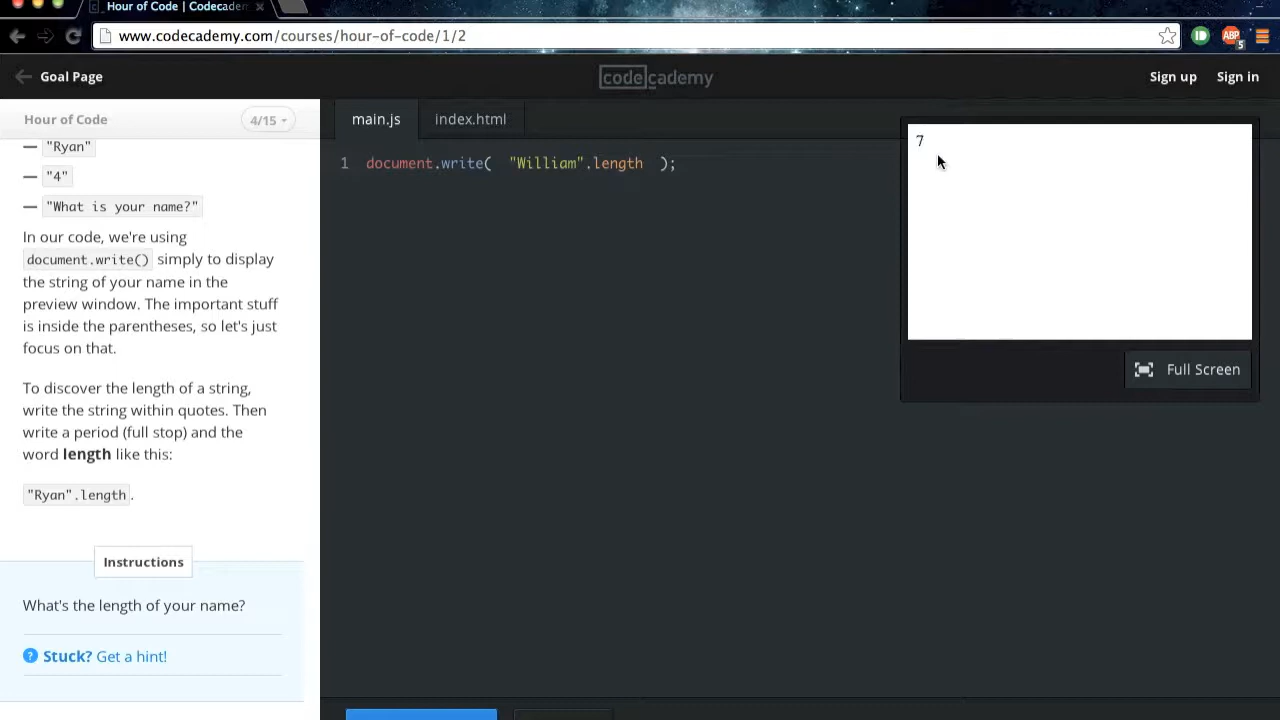 Hour of Code | Codecadem
www.codecademy.com/courses/hour-of-code/1/2
ABP
5
Goal Page
codecademy
Sign up
Sign in
Hour of Code
4/15
main.js
index.html
— "Ryan"
— "4"
— "What is your name?"
In our code, we're using
document.write() simply to display
the string of your name in the
preview window. The important stuff
is inside the parentheses, so let's just
focus on that.
To discover the length of a string,
write the string within quotes. Then
write a period (full stop) and the
word length like this:
"Ryan".length.
Instructions
What's the length of your name?
? Stuck? Get a hint!
1 document.write( "William".length );
7
Full Screen